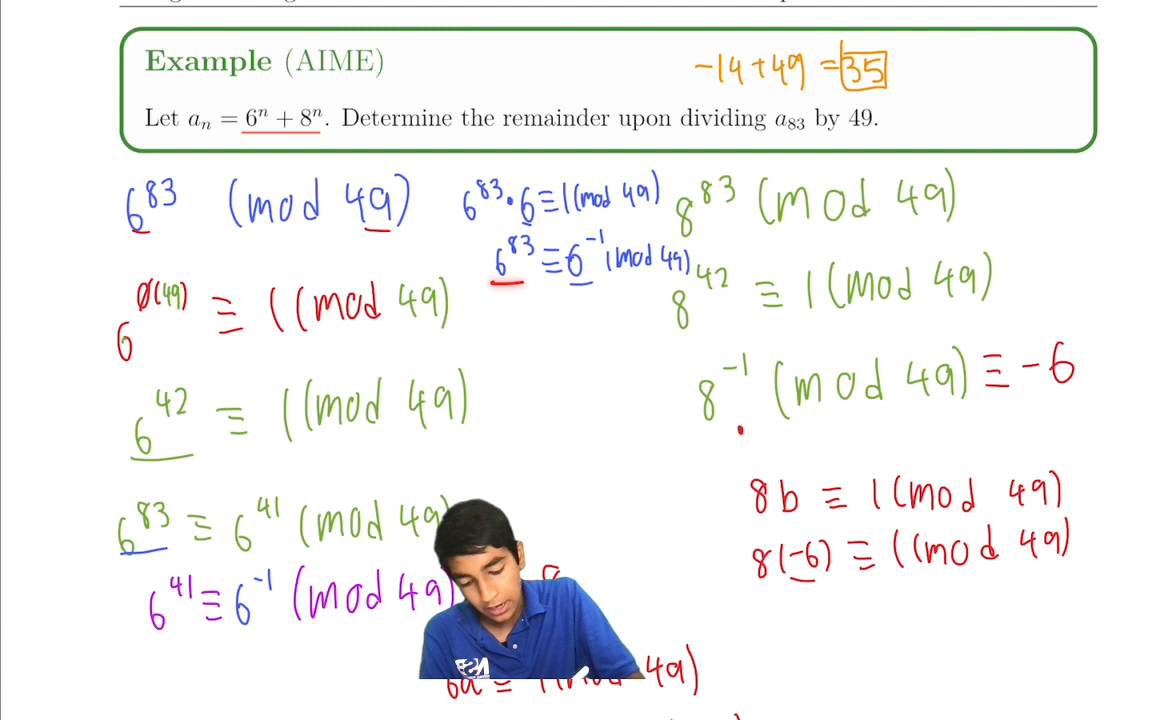 Example (AIME)
-14+49 = 35
Let aₙ = 6ⁿ + 8ⁿ. Determine the remainder upon dividing a₈₃ by 49.
6⁸³ (mod 49)
6^ϕ(49) ≡ 1 (mod 49)
6⁴² ≡ 1 (mod 49)
6⁸³ ≡ 6⁴¹ (mod 49)
6⁴¹ ≡ 6⁻¹ (mod 49)
6⁸³·6 ≡ 1 (mod 49)
6⁸³ ≡ 6⁻¹ (mod 49)
8⁸³ (mod 49)
8⁴² ≡ 1 (mod 49)
8⁻¹ (mod 49) ≡ -6
8b ≡ 1 (mod 49)
8(-6) ≡ 1 (mod 49)
49)